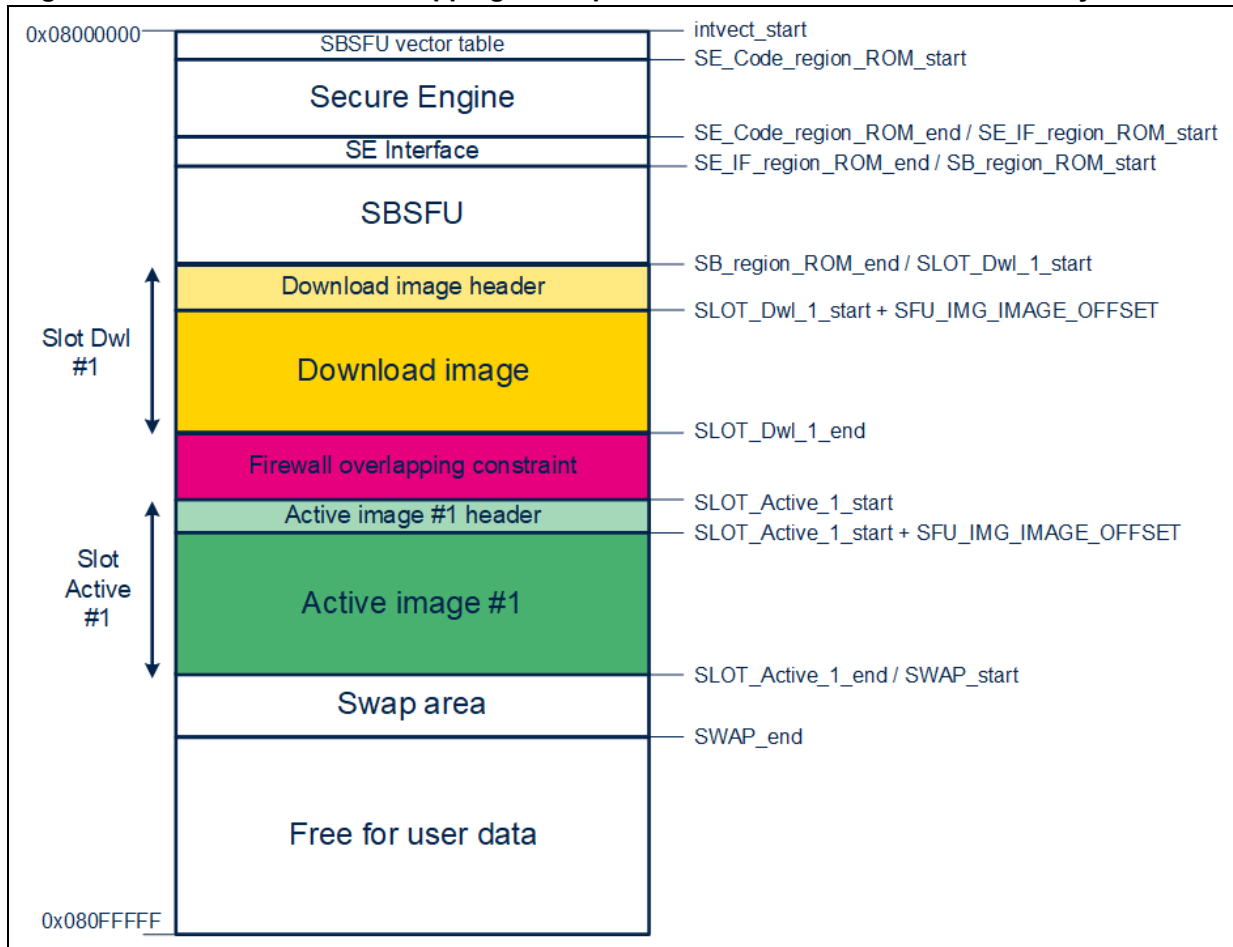 0x08000000
intvect_start
SBSFU vector table
SE_Code_region_ROM_start
Secure Engine
SE_Code_region_ROM_end / SE_IF_region_ROM_start
SE Interface
SE_IF_region_ROM_end / SB_region_ROM_start
SBSFU
SB_region_ROM_end / SLOT_Dwl_1_start
Download image header
SLOT_Dwl_1_start + SFU_IMG_IMAGE_OFFSET
Slot Dwl
#1
Download image
SLOT_Dwl_1_end
Firewall overlapping constraint
SLOT_Active_1_start
Active image #1 header
SLOT_Active_1_start + SFU_IMG_IMAGE_OFFSET
Slot
Active
#1
Active image #1
SLOT_Active_1_end / SWAP_start
Swap area
SWAP_end
Free for user data
0x080FFFFF